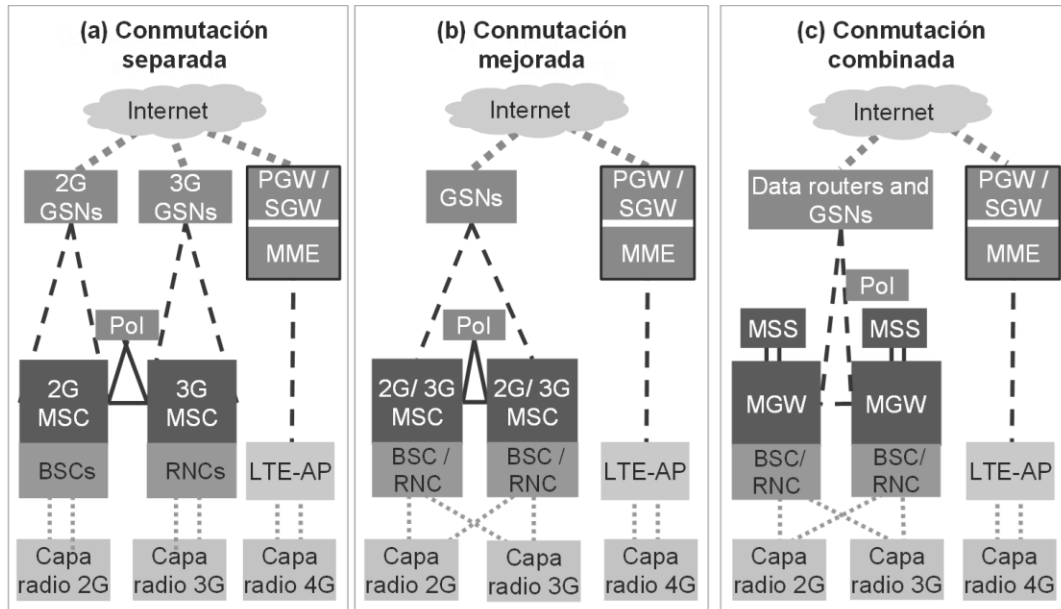 (a) Conmutación
separada
Internet
2G
GSNs
3G
GSNs
PGW /
SGW
MME
PoI
2G
MSC
3G
MSC
BSCs
RNCs
LTE-AP
Capa
radio 2G
Capa
radio 3G
Capa
radio 4G
(b) Conmutación
mejorada
Internet
GSNs
PGW /
SGW
MME
PoI
2G/ 3G
MSC
2G/ 3G
MSC
BSC /
RNC
BSC /
RNC
LTE-AP
Capa
radio 2G
Capa
radio 3G
Capa
radio 4G
(c) Conmutación
combinada
Internet
Data routers and
GSNs
PGW /
SGW
MME
PoI
MSS
MSS
MGW
MGW
BSC/
RNC
BSC/
RNC
LTE-AP
Capa
radio 2G
Capa
radio 3G
Capa
radio 4G